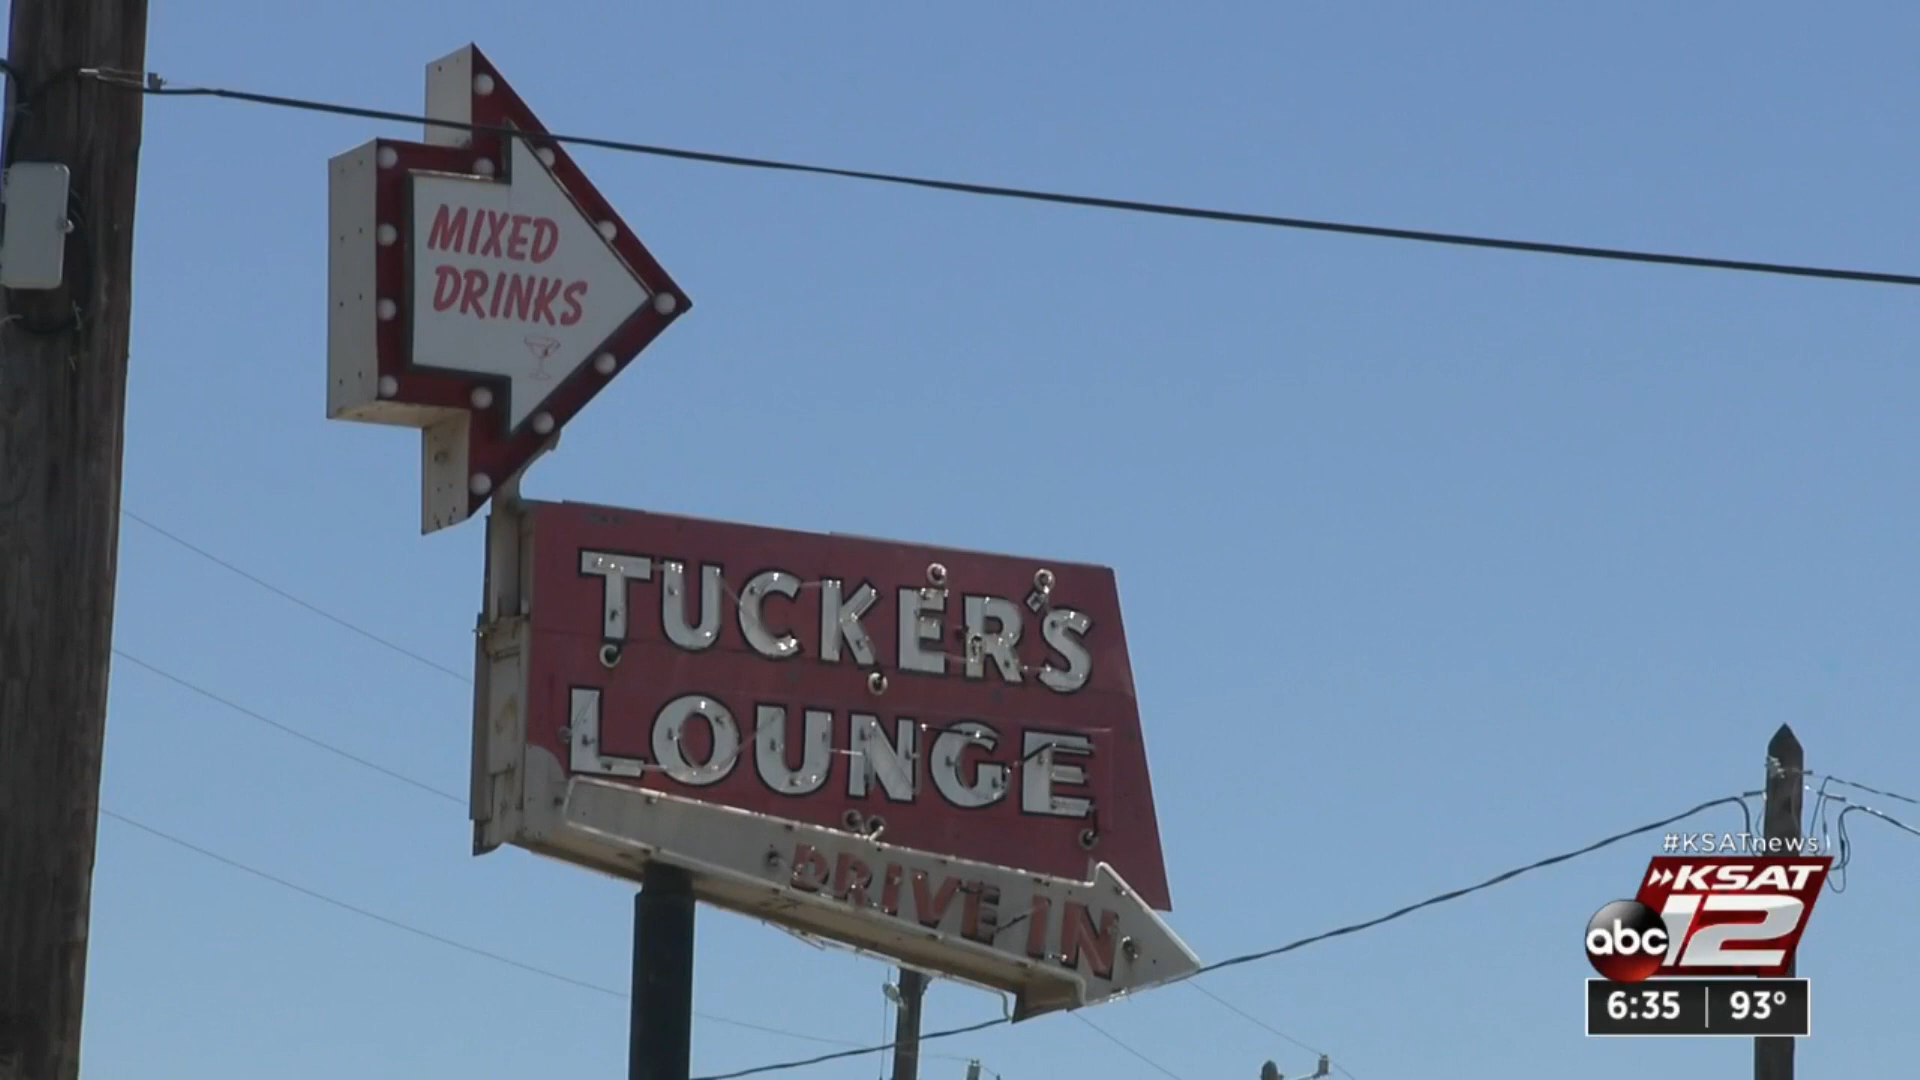 MIXED
DRINKS
TUCKER'S
LOUNGE
DRIVE IN
#KSATnews
KSAT
abc 12
6:35 93°